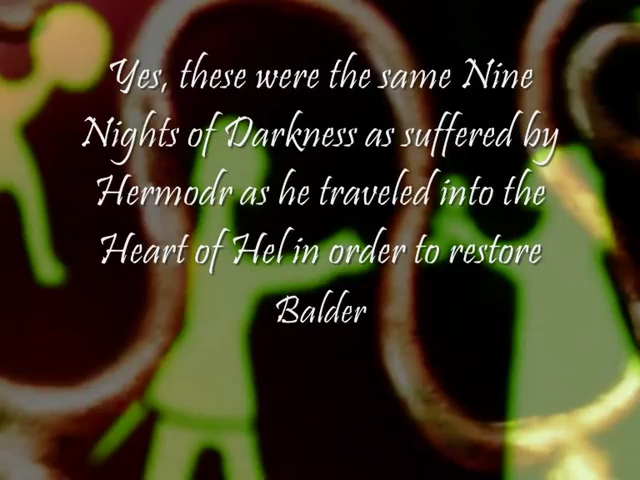 Yes, these were the same Nine
Nights of Darkness as suffered by
Hermodr as he traveled into the
Heart of Hel in order to restore
Balder